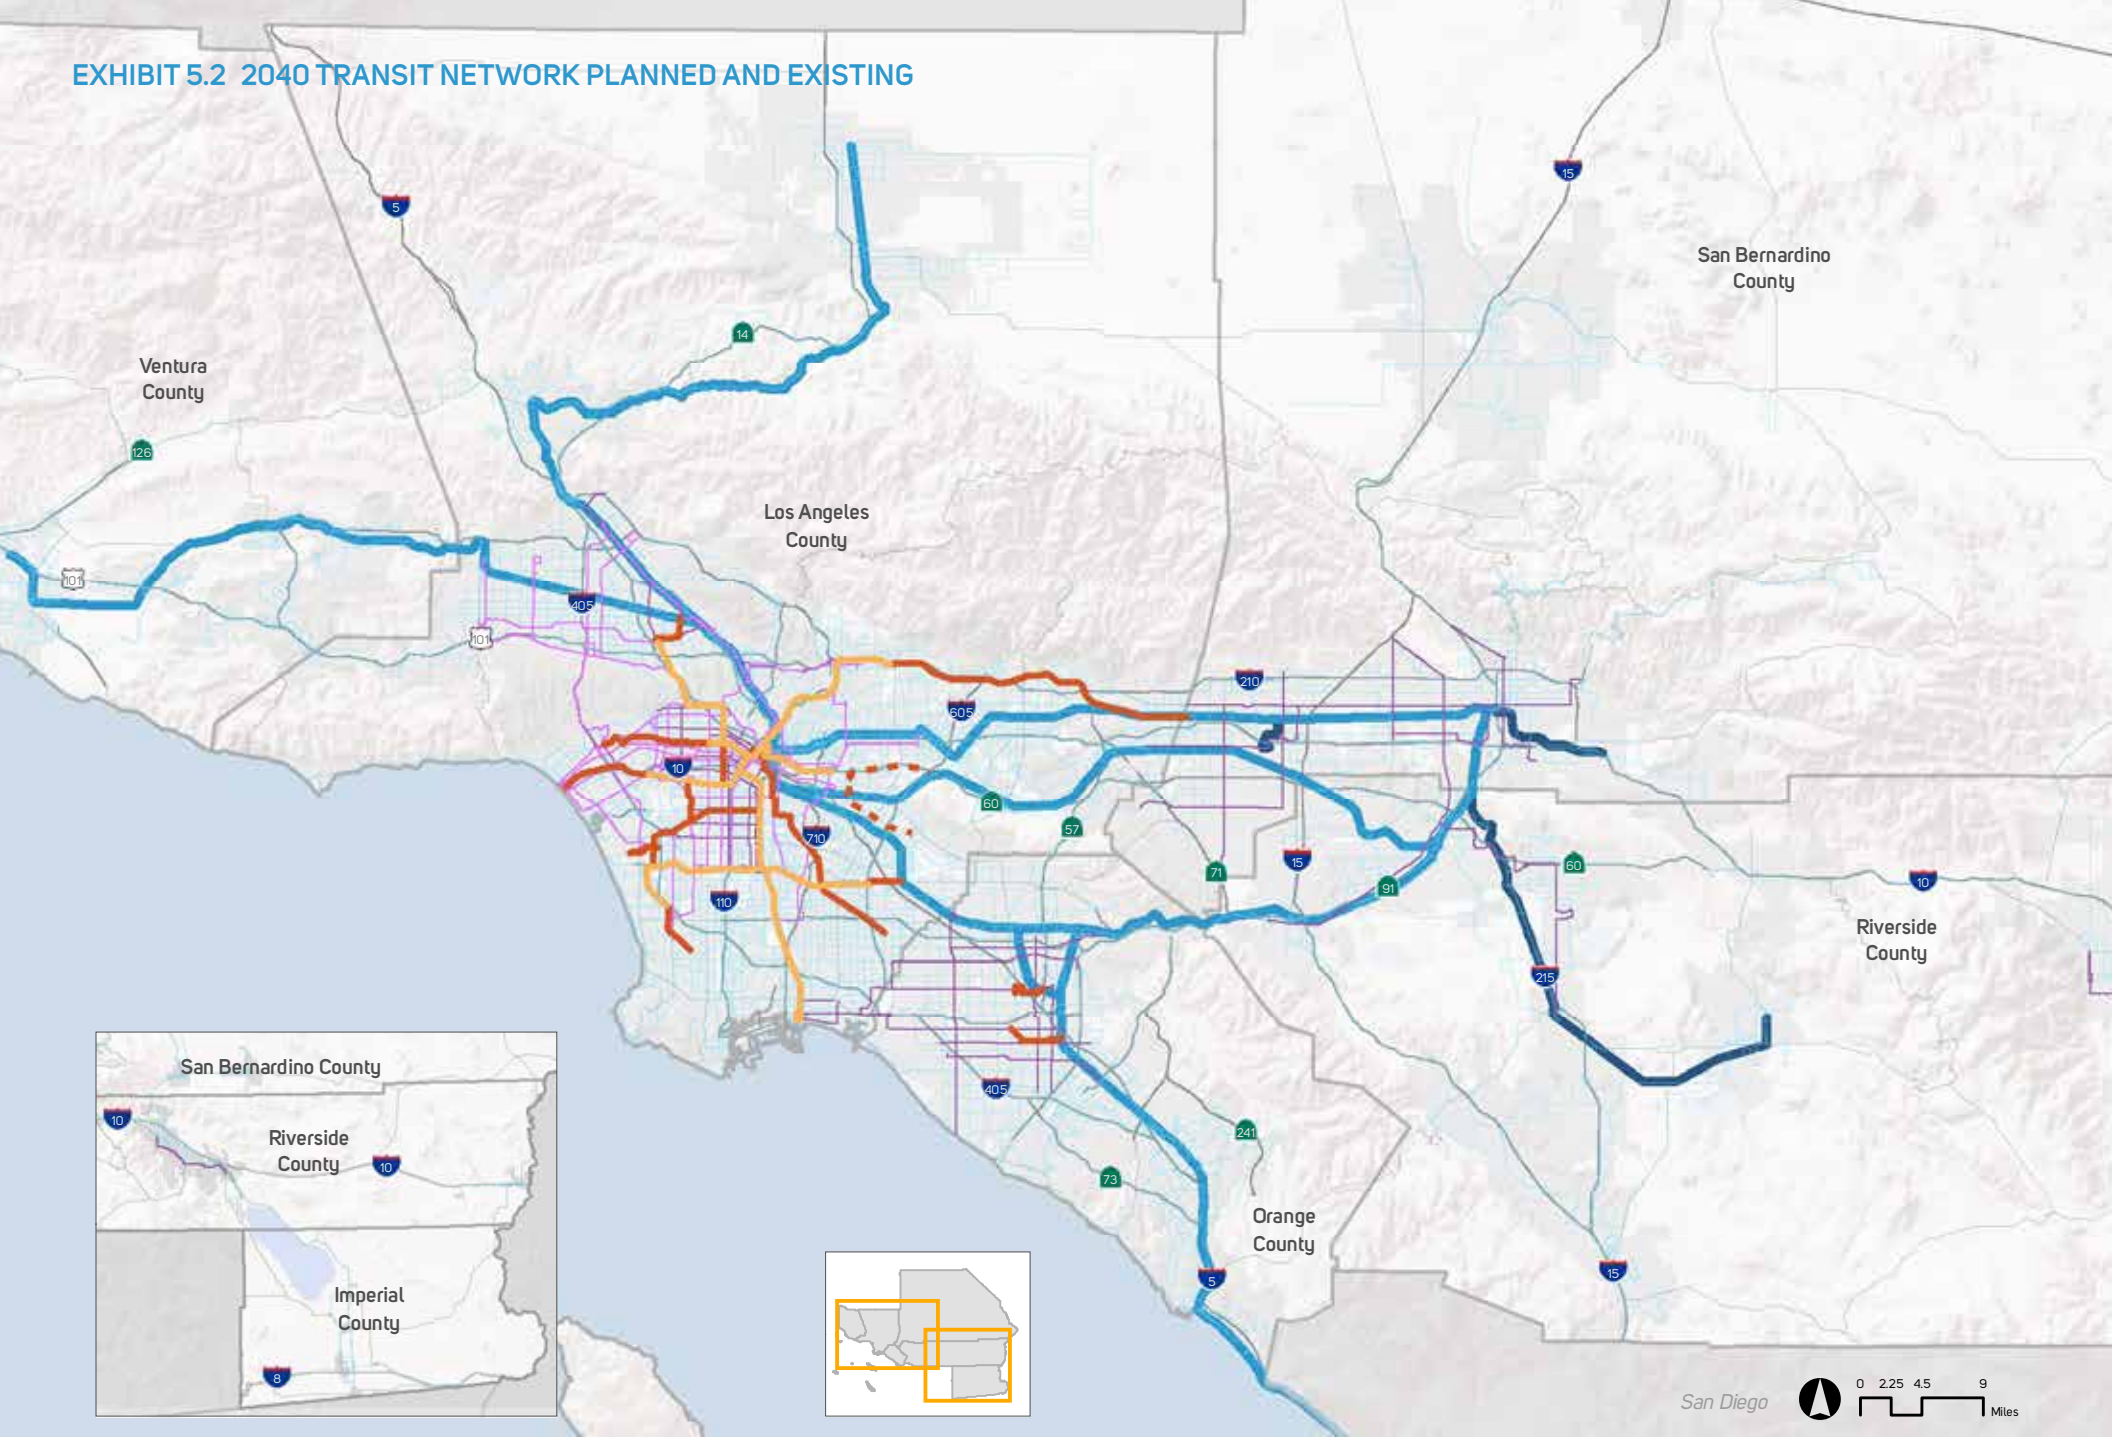 EXHIBIT 5.2 2040 TRANSIT NETWORK PLANNED AND EXISTING
15
5
San Bernardino
County
14
Ventura
County
126
Los Angeles
County
101
405
101
210
605
10
60
57
710
15
60
71
91
10
110
Riverside
County
215
405
241
73
Orange
County
5
15
San Bernardino County
10
Riverside
County
10
Imperial
County
8
San Diego
0 2.25 4.5 9
Miles